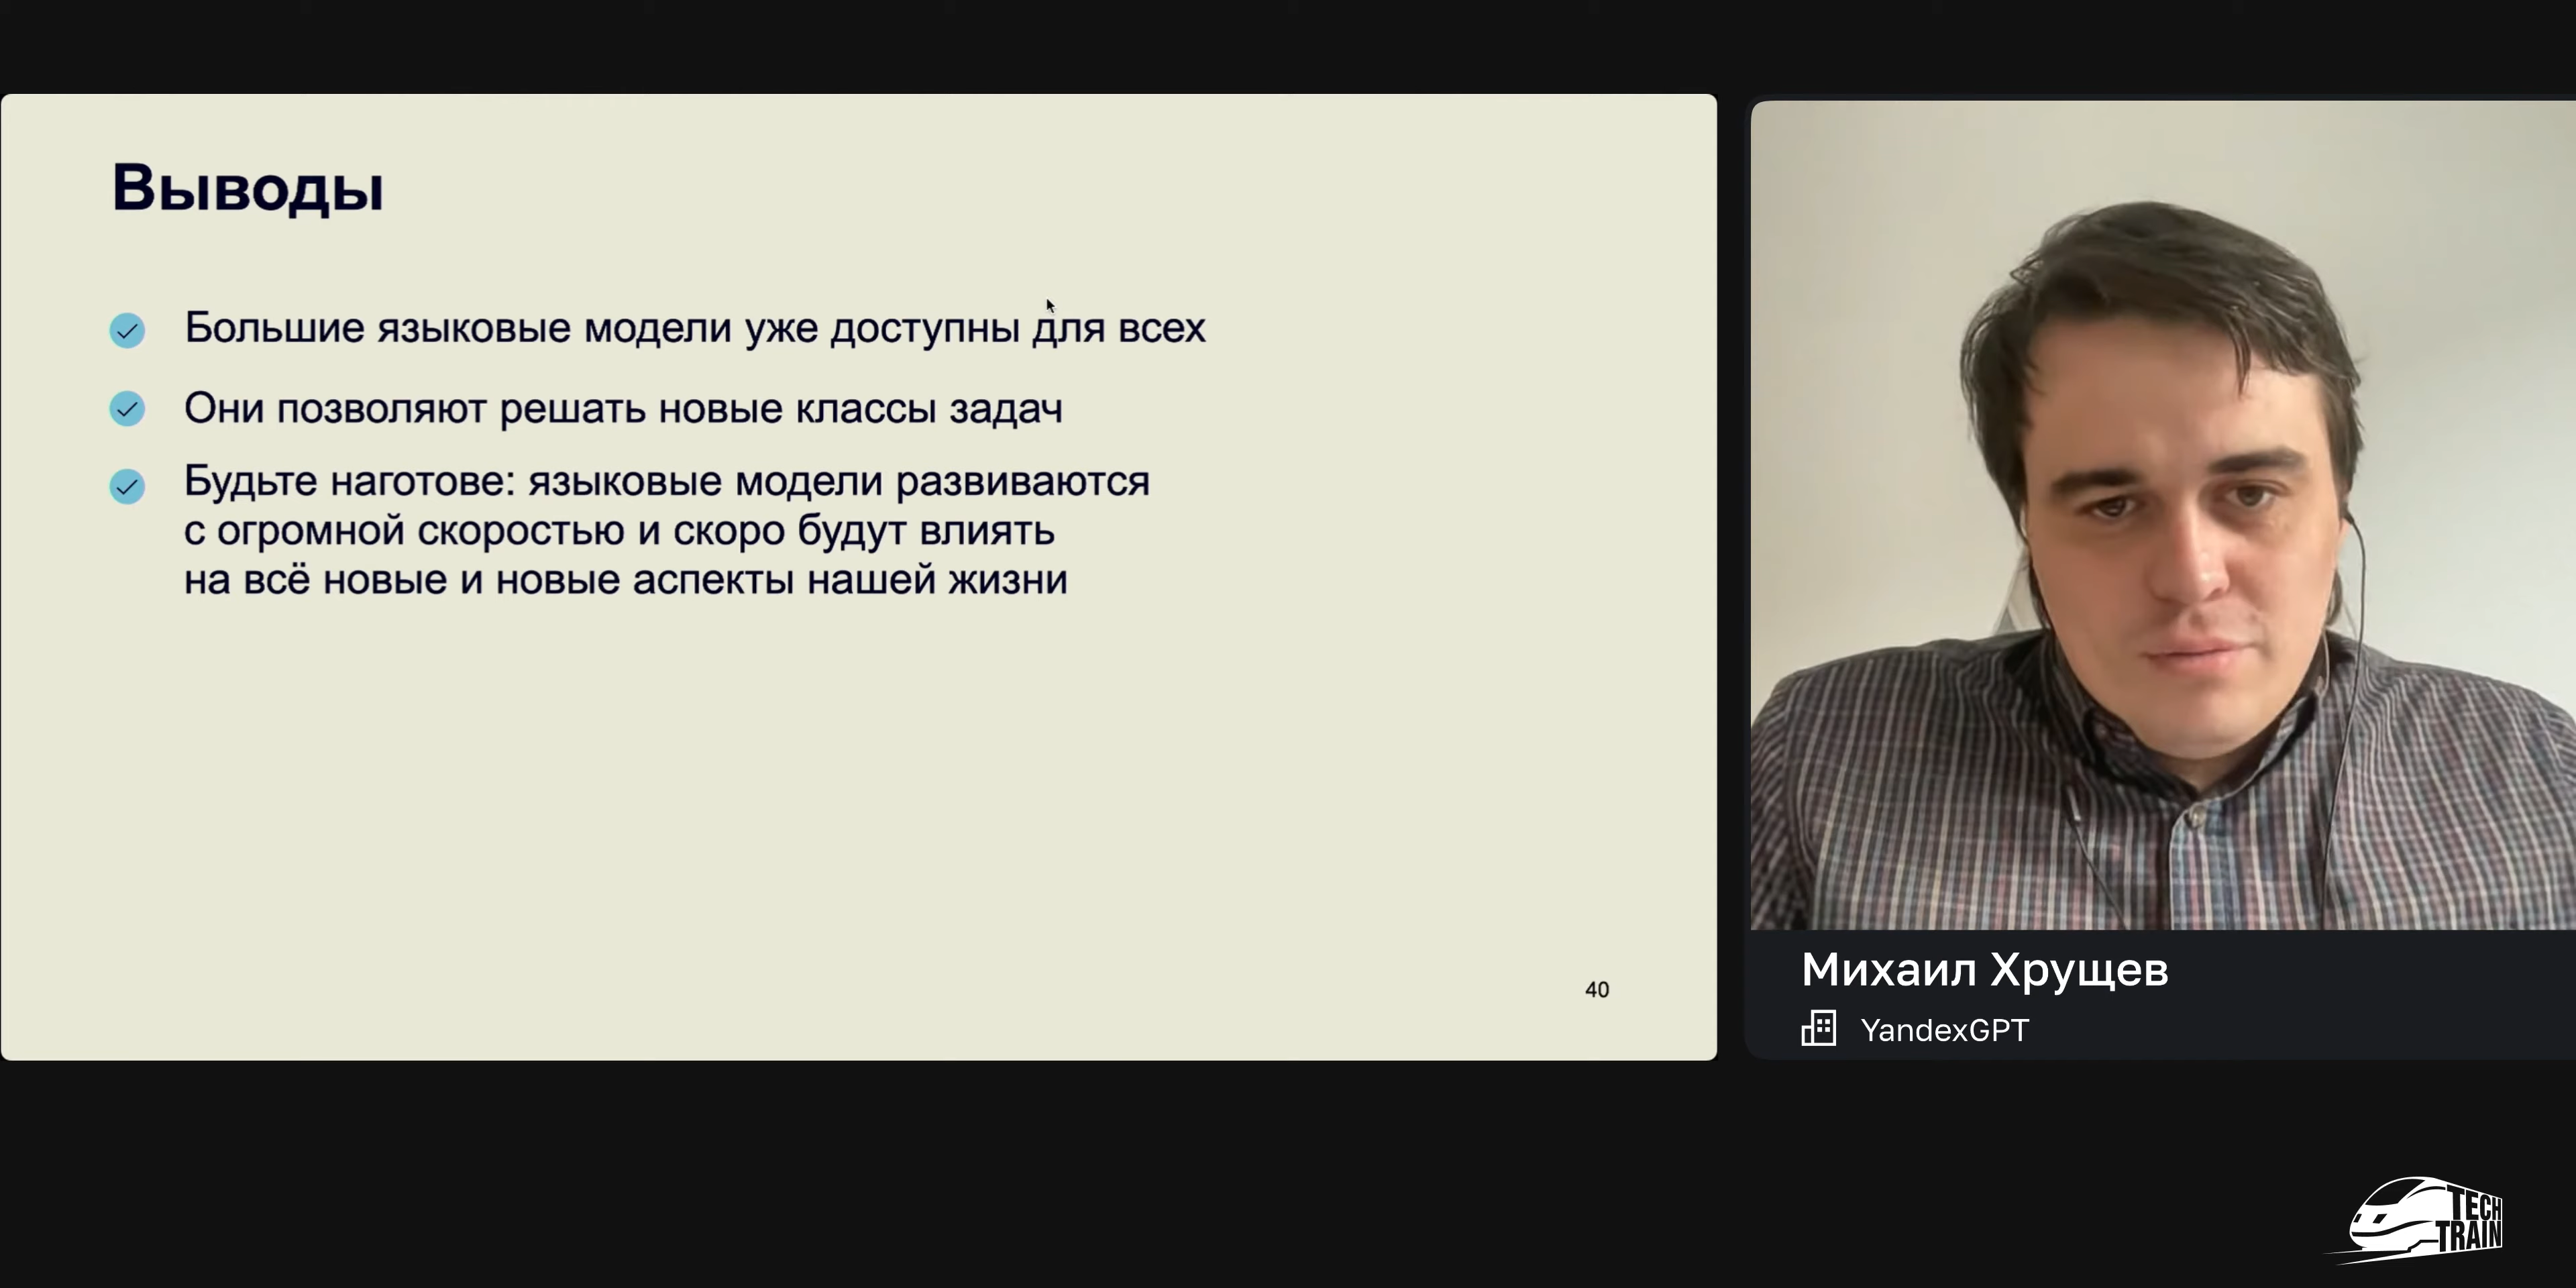 Выводы
Большие языковые модели уже доступны для всех
Они позволяют решать новые классы задач
Будьте наготове: языковые модели развиваются
с огромной скоростью и скоро будут влиять
на всё новые и новые аспекты нашей жизни
40
Михаил Хрущев
YandexGPT
TECH
TRAIN